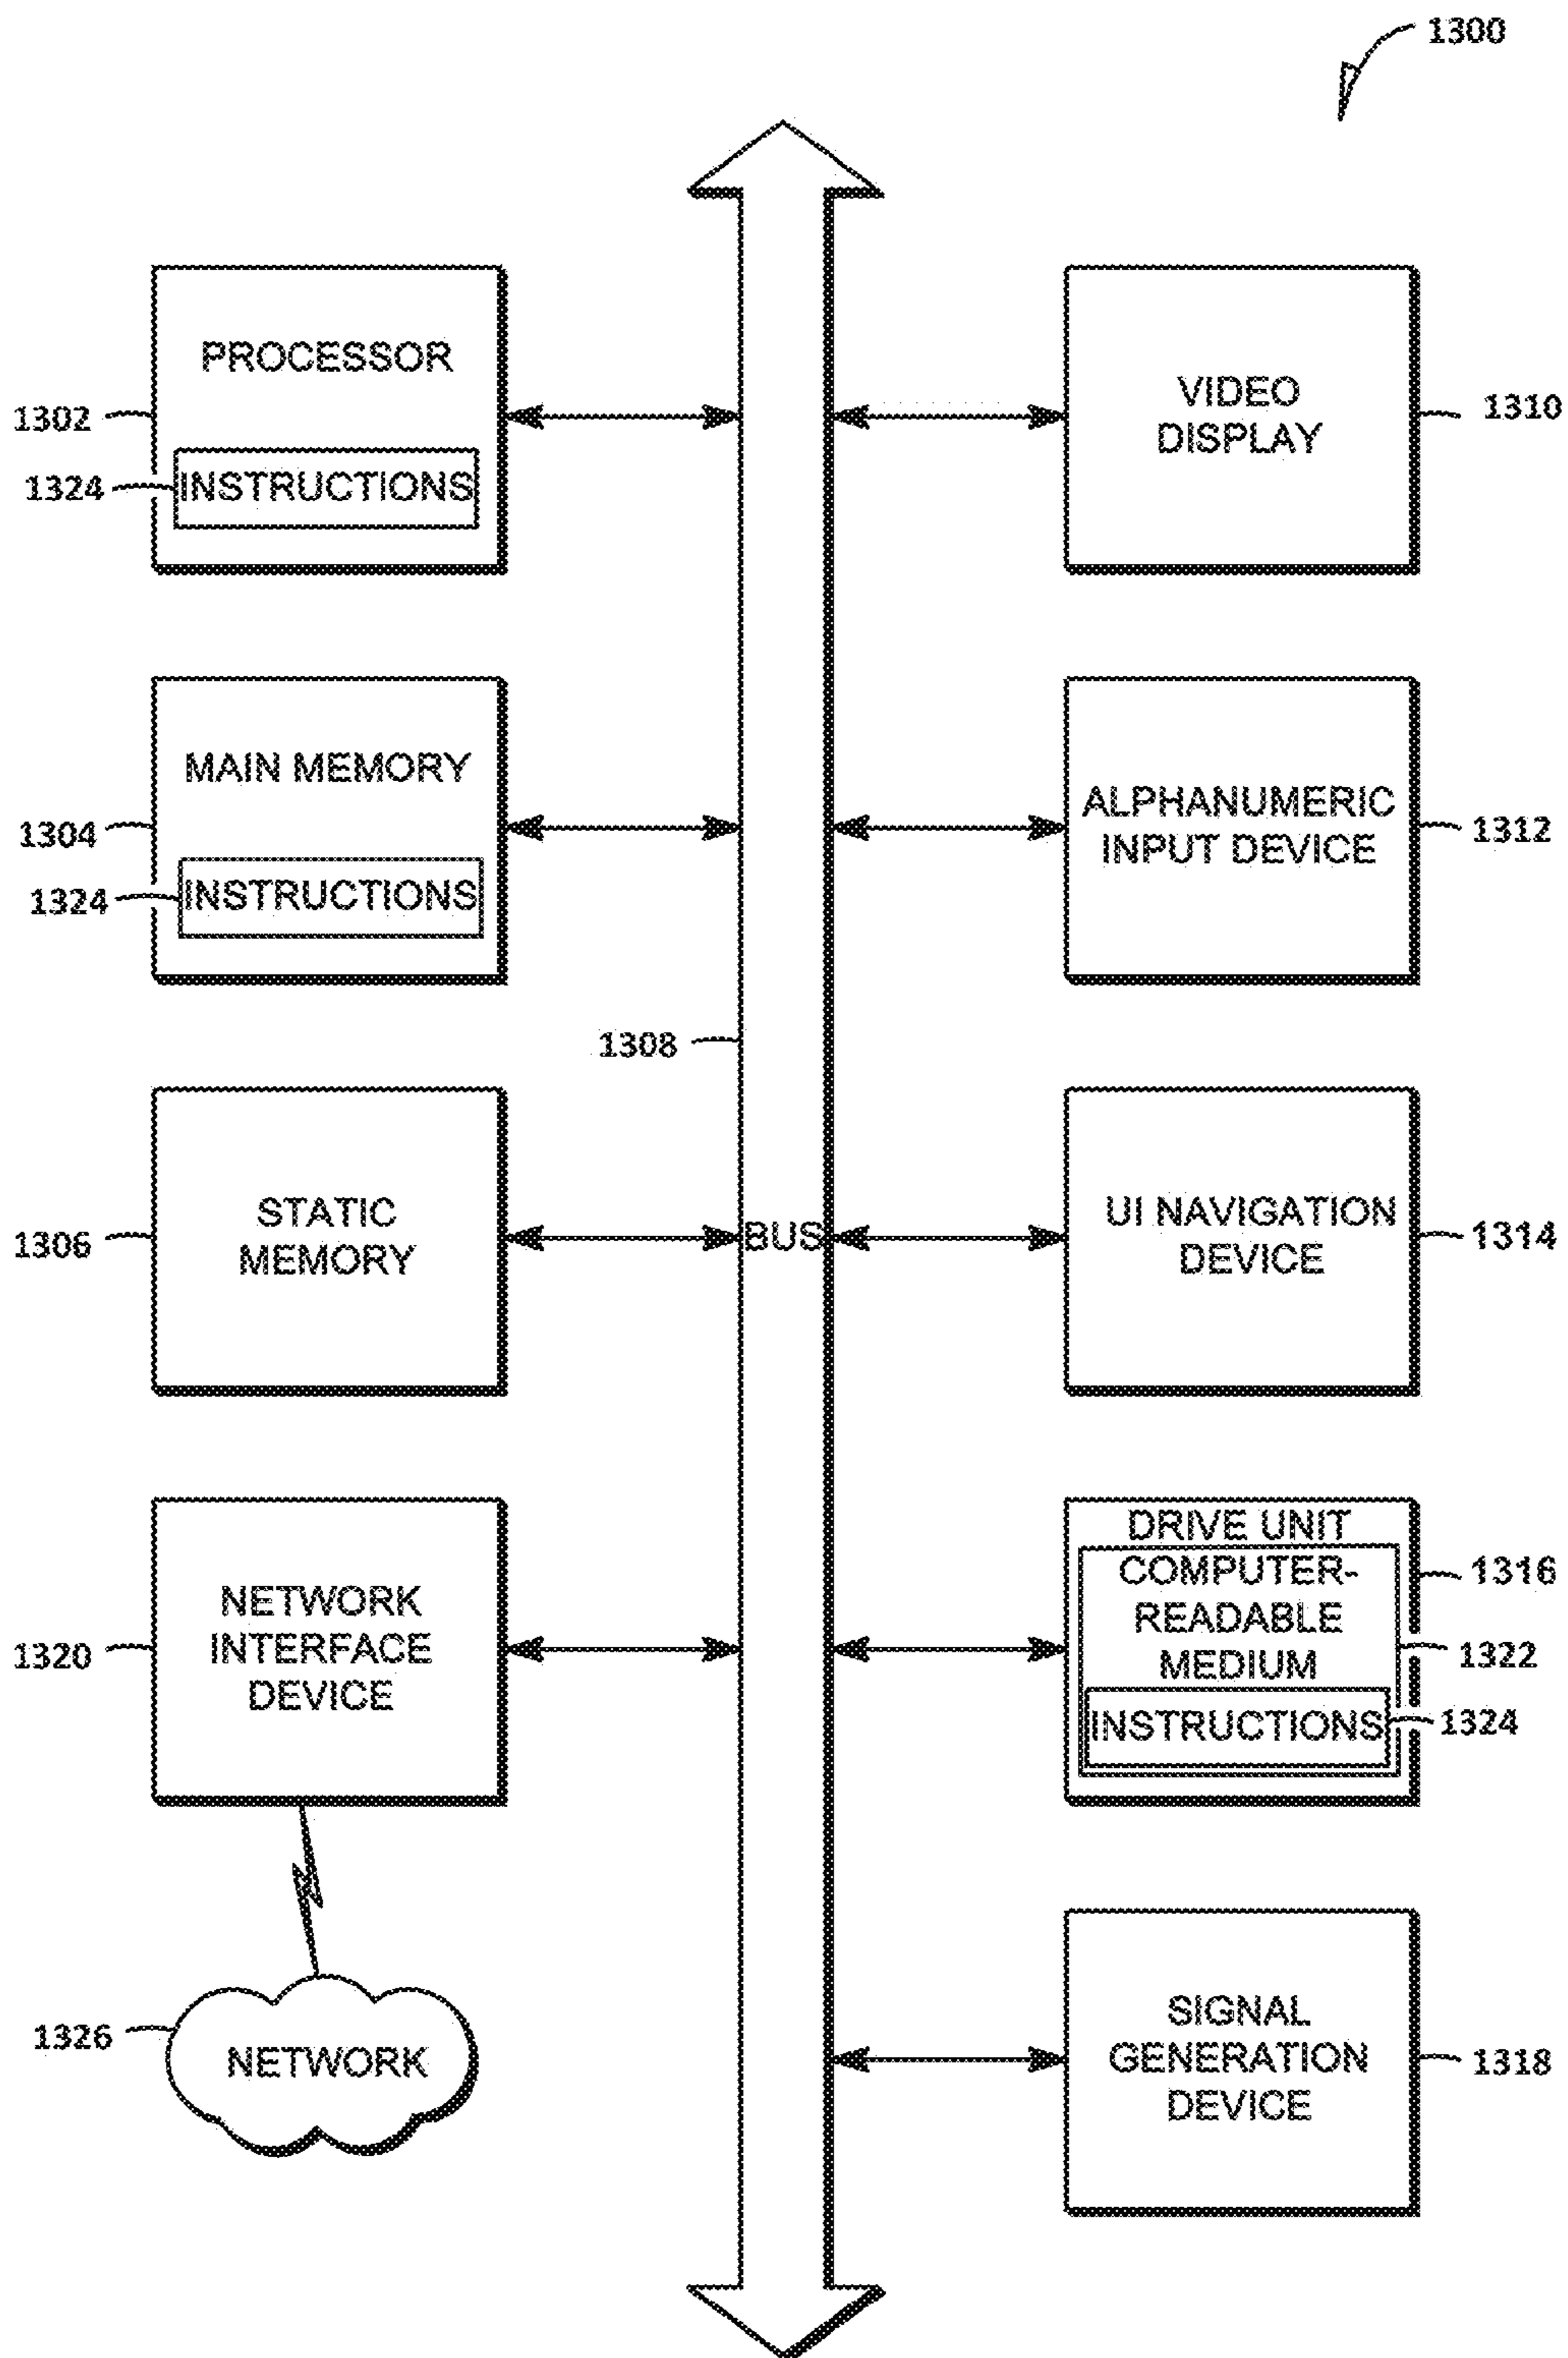 1300
PROCESSOR
1302
1324
INSTRUCTIONS
VIDEO
DISPLAY
1310
MAIN MEMORY
1304
1324
INSTRUCTIONS
ALPHANUMERIC
INPUT DEVICE
1312
1308
STATIC
MEMORY
1306
BUS
UI NAVIGATION
DEVICE
1314
NETWORK
INTERFACE
DEVICE
1320
DRIVE UNIT
COMPUTER-
READABLE
MEDIUM
INSTRUCTIONS
1316
1322
1324
1326
NETWORK
SIGNAL
GENERATION
DEVICE
1318